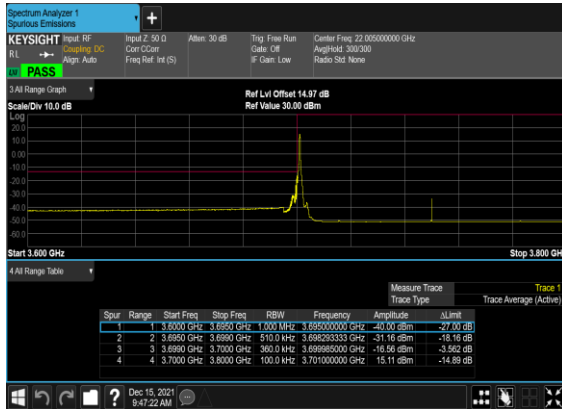 Spectrum Analyzer 1
Spurious Emissions
+
KEYSIGHT Input: RF Input Z: 50 Ω Atten: 30 dB Trig: Free Run Center Freq: 22.005000000 GHz
RL Coupling: DC Corr CCorr Gate: Off Avg|Hold: 300/300
Align: Auto Freq Ref: Int (S) IF Gain: Low Radio Std: None
LU PASS
3 All Range Graph
Ref Lvl Offset 14.97 dB
Scale/Div 10.0 dB Ref Value 30.00 dBm
Log
20.0
10.0
0.00
-10.0
-20.0
-30.0
-40.0
-50.0
-60.0
Start 3.600 GHz Stop 3.800 GH
4 All Range Table
Measure Trace Trace 1
Trace Type Trace Average (Active)
Spur Range Start Freq Stop Freq RBW Frequency Amplitude ΔLimit
1 1 3.6000 GHz 3.6950 GHz 1.000 MHz 3.695000000 GHz -40.00 dBm -27.00 dB
2 2 3.6950 GHz 3.6990 GHz 510.0 kHz 3.698293333 GHz -31.16 dBm -18.16 dB
3 3 3.6990 GHz 3.7000 GHz 360.0 kHz 3.699985000 GHz -16.56 dBm -3.562 dB
4 4 3.7000 GHz 3.8000 GHz 100.0 kHz 3.701000000 GHz 15.11 dBm -14.89 dB
? Dec 15, 2021
9:47:22 AM